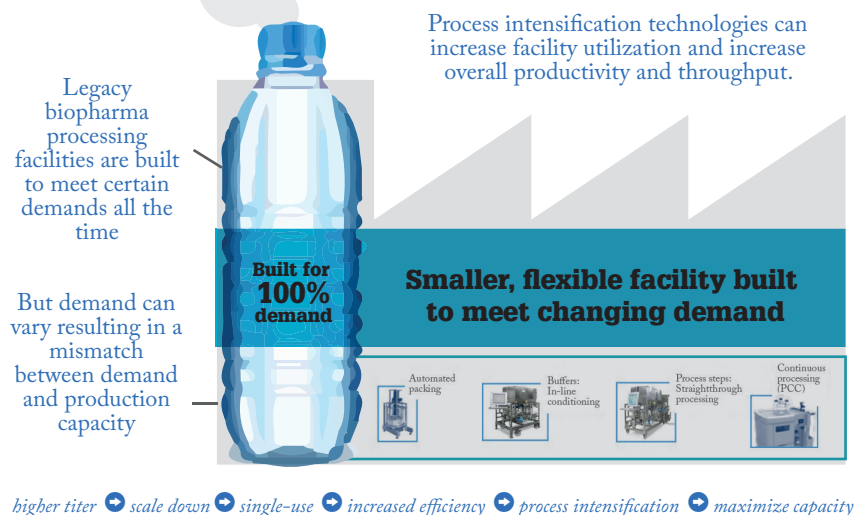 Process intensification technologies can
increase facility utilization and increase
overall productivity and throughput.
Legacy
biopharma
processing
facilities are built
to meet certain
demands all the
time
But demand can
vary resulting in a
mismatch
between demand
and production
capacity
Built for
100%
demand
Smaller, flexible facility built
to meet changing demand
Automated
packing
Buffers:
In-line
conditioning
Process steps:
Straightthrough
processing
Continuous
processing
(PCC)
higher titer scale down single-use increased efficiency process intensification maximize capacity